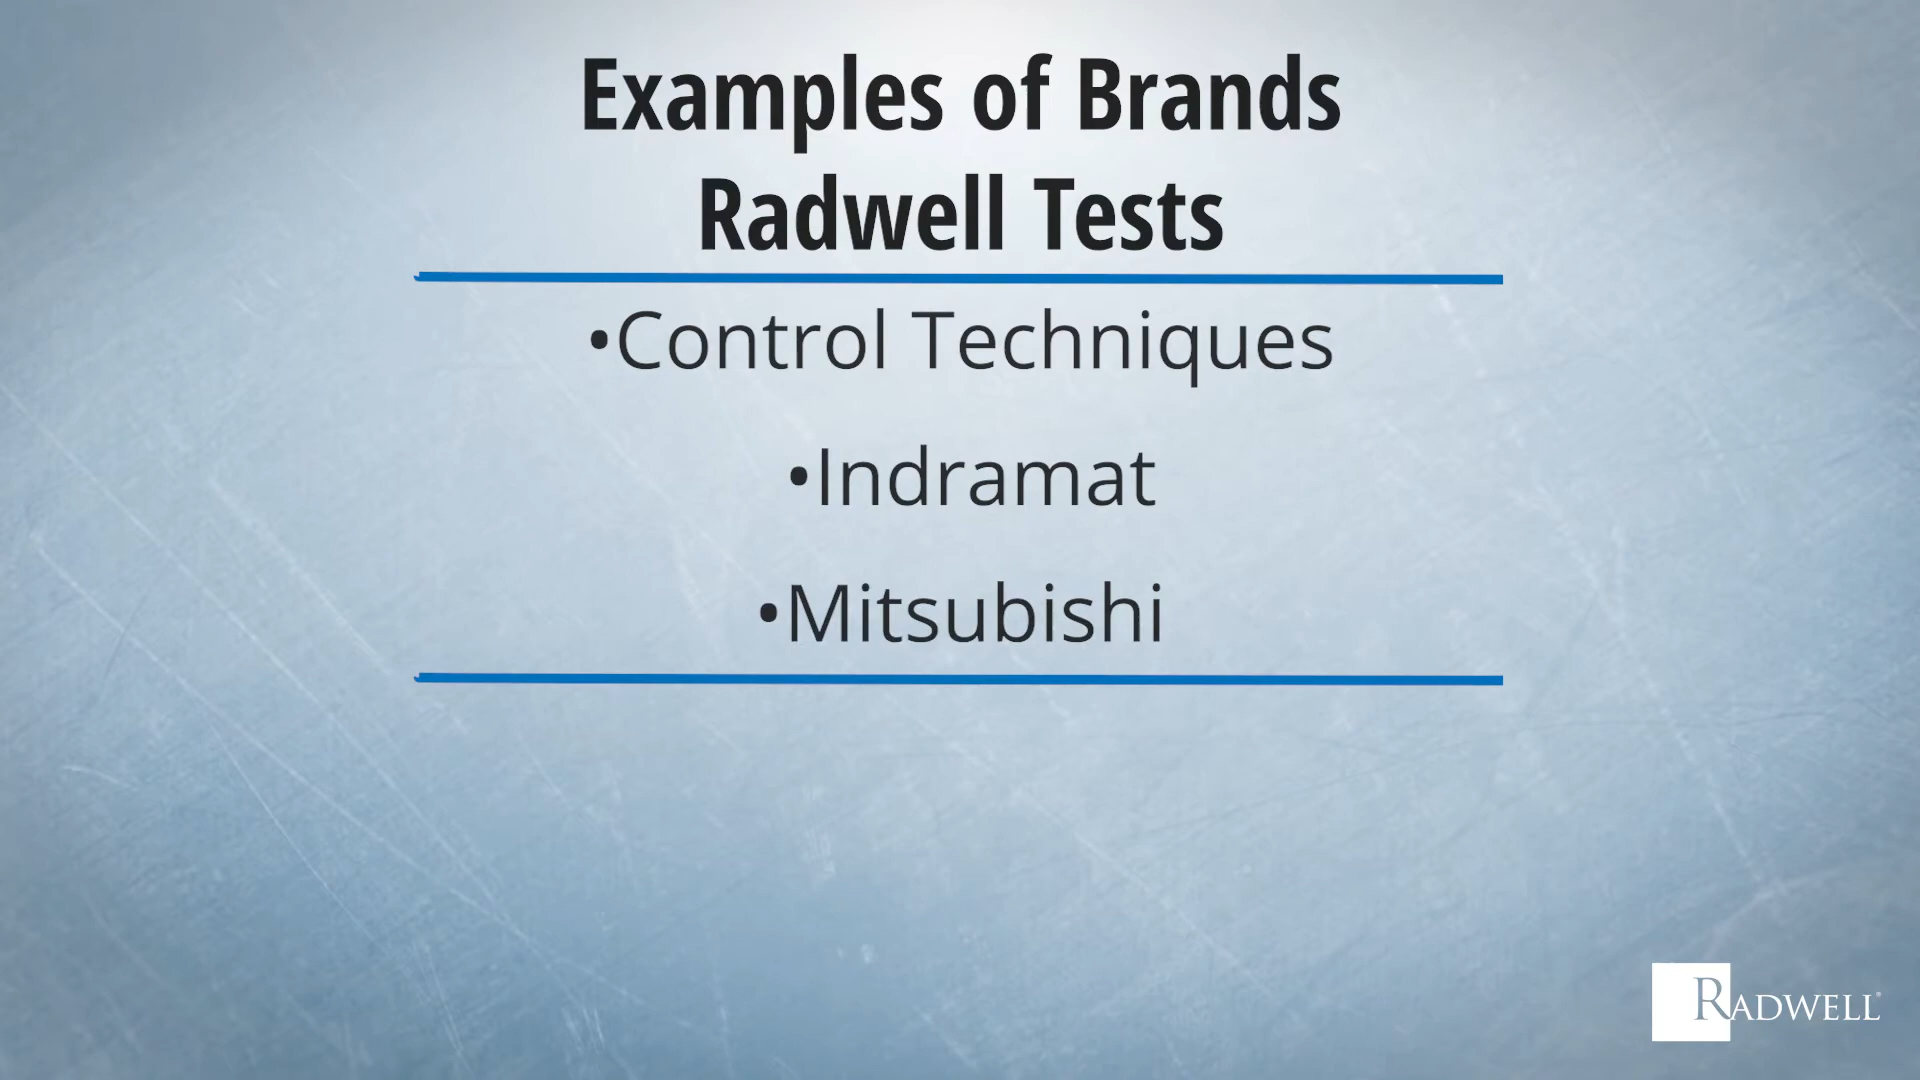 Examples of Brands
Radwell Tests
•Control Techniques
•Indramat
•Mitsubishi
RADWELL®